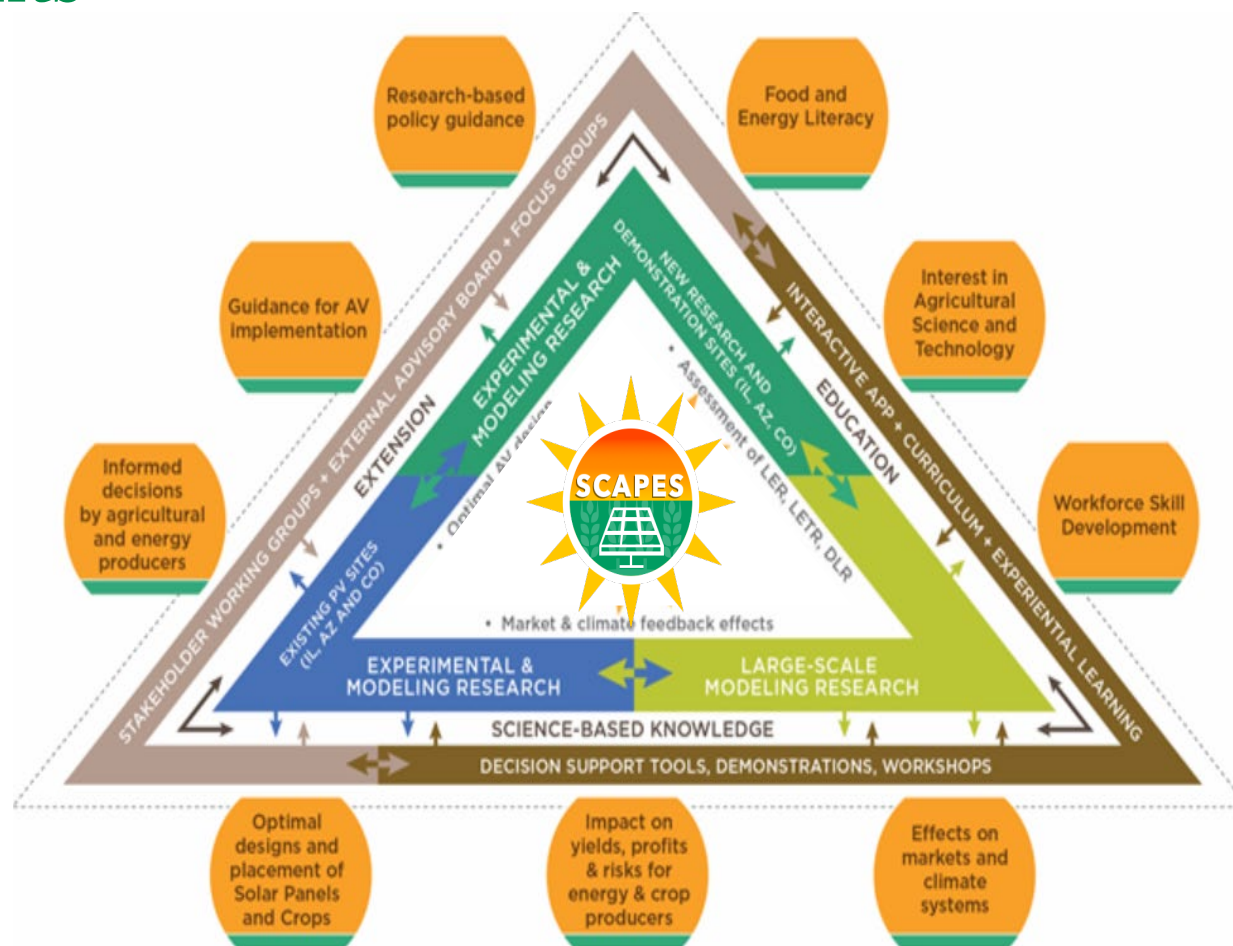 Research-based
policy guidance
Food and
Energy Literacy
Guidance for AV
implementation
Interest in
Agricultural
Science and
Technology
Informed
decisions
by agricultural
and energy
producers
Workforce Skill
Development
STAKEHOLDER WORKING GROUPS + EXTERNAL ADVISORY BOARD + FOCUS GROUPS
INTERACTIVE APP + CURRICULUM + EXPERIENTIAL LEARNING
EXTENSION
EDUCATION
EXPERIMENTAL &
MODELING RESEARCH
NEW RESEARCH AND
DEMONSTRATION SITES (IL, AZ, CO)
EXISTING PV SITES
(IL, AZ AND CO)
• Optimal AV design
• Assessment of LER, LETR, DLR
SCAPES
• Market & climate feedback effects
EXPERIMENTAL &
MODELING RESEARCH
LARGE-SCALE
MODELING RESEARCH
SCIENCE-BASED KNOWLEDGE
DECISION SUPPORT TOOLS, DEMONSTRATIONS, WORKSHOPS
Optimal
designs and
placement of
Solar Panels
and Crops
Impact on
yields, profits
& risks for
energy & crop
producers
Effects on
markets and
climate
systems